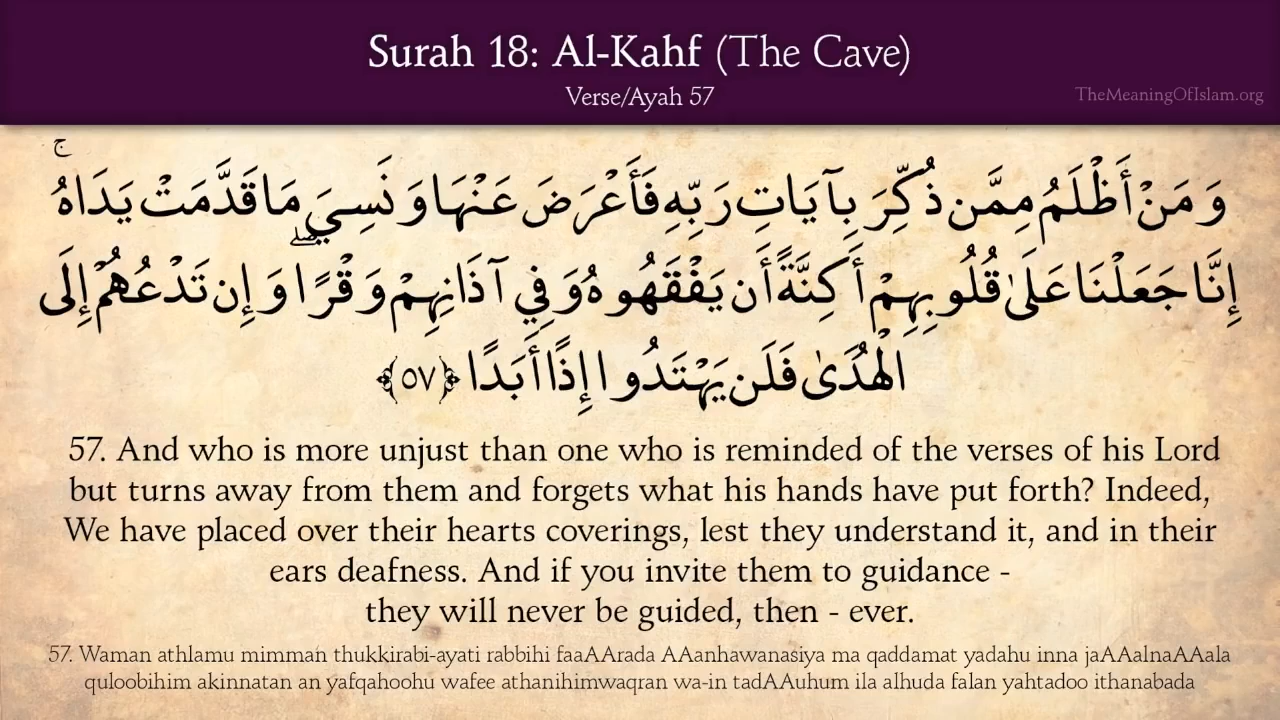 Surah 18: Al-Kahf (The Cave)
Verse/Ayah 57
TheMeaningOfIslam.org
وَمَنْ أَظْلَمُ مِمَّن ذُكِّرَ بِآيَاتِ رَبِّهِ فَأَعْرَضَ عَنْهَا وَنَسِيَ مَا قَدَّمَتْ يَدَاهُ ۚ
إِنَّا جَعَلْنَا عَلَىٰ قُلُوبِهِمْ أَكِنَّةً أَن يَفْقَهُوهُ وَفِي آذَانِهِمْ وَقْرًا ۖ وَإِن تَدْعُهُمْ إِلَى
الْهُدَىٰ فَلَن يَهْتَدُوا إِذًا أَبَدًا ﴿٥٧﴾
57. And who is more unjust than one who is reminded of the verses of his Lord
but turns away from them and forgets what his hands have put forth? Indeed,
We have placed over their hearts coverings, lest they understand it, and in their
ears deafness. And if you invite them to guidance -
they will never be guided, then - ever.
57. Waman athlamu mimman thukkirabi-ayati rabbihi faaAArada AAanhawanasiya ma qaddamat yadahu inna jaAAalnaAAala
quloobihim akinnatan an yafqahoohu wafee athanihimwaqran wa-in tadAAuhum ila alhuda falan yahtadoo ithanabada